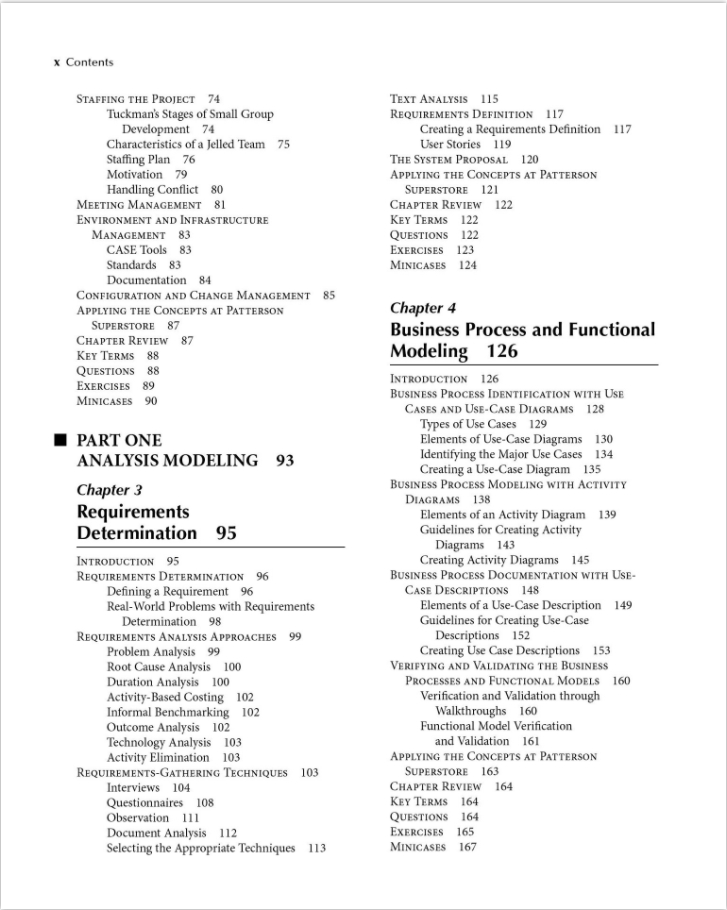 x Contents
Staffing the Project 74
Tuckman's Stages of Small Group
Development 74
Characteristics of a Jelled Team 75
Staffing Plan 76
Motivation 79
Handling Conflict 80
Meeting Management 81
Environment and Infrastructure
Management 83
CASE Tools 83
Standards 83
Documentation 84
Configuration and Change Management 85
Applying the Concepts at Patterson
Superstore 87
Chapter Review 87
Key Terms 88
Questions 88
Exercises 89
Minicases 90
PART ONE
ANALYSIS MODELING 93
Chapter 3
Requirements
Determination 95
Introduction 95
Requirements Determination 96
Defining a Requirement 96
Real-World Problems with Requirements
Determination 98
Requirements Analysis Approaches 99
Problem Analysis 99
Root Cause Analysis 100
Duration Analysis 100
Activity-Based Costing 102
Informal Benchmarking 102
Outcome Analysis 102
Technology Analysis 103
Activity Elimination 103
Requirements-Gathering Techniques 103
Interviews 104
Questionnaires 108
Observation 111
Document Analysis 112
Selecting the Appropriate Techniques 113
Text Analysis 115
Requirements Definition 117
Creating a Requirements Definition 117
User Stories 119
The System Proposal 120
Applying the Concepts at Patterson
Superstore 121
Chapter Review 122
Key Terms 122
Questions 122
Exercises 123
Minicases 124
Chapter 4
Business Process and Functional
Modeling 126
Introduction 126
Business Process Identification with Use
Cases and Use-Case Diagrams 128
Types of Use Cases 129
Elements of Use-Case Diagrams 130
Identifying the Major Use Cases 134
Creating a Use-Case Diagram 135
Business Process Modeling with Activity
Diagrams 138
Elements of an Activity Diagram 139
Guidelines for Creating Activity
Diagrams 143
Creating Activity Diagrams 145
Business Process Documentation with Use-
Case Descriptions 148
Elements of a Use-Case Description 149
Guidelines for Creating Use-Case
Descriptions 152
Creating Use Case Descriptions 153
Verifying and Validating the Business
Processes and Functional Models 160
Verification and Validation through
Walkthroughs 160
Functional Model Verification
and Validation 161
Applying the Concepts at Patterson
Superstore 163
Chapter Review 164
Key Terms 164
Questions 164
Exercises 165
Minicases 167